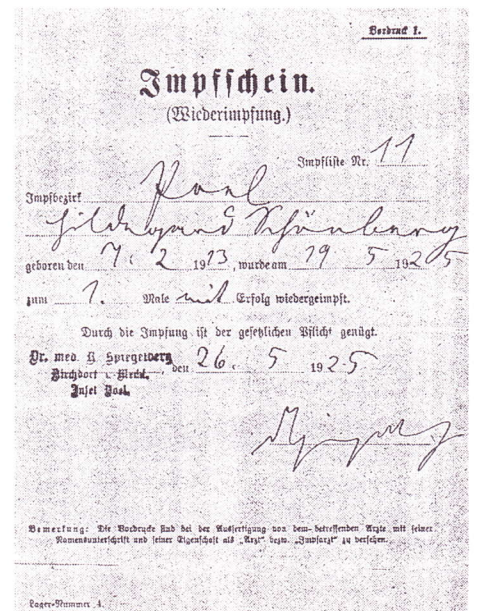 Vordruck 1.
Impfschein.
(Wiederimpfung.)
Impfliste Nr. 11
Impfbezirk Poel
Hildegard Schönberg
geboren den 7. 2 1913, wurde am 19 5 1925
zum 1. Male mit Erfolg wiedergeimpft.
Durch die Impfung ist der gesetzlichen Pflicht genügt.
Dr. med. Spiegelberg
Kirchdorf i. Meckl. den 26. 5 1925
Insel Poel.
Bemerkung: Die Vordrucke sind bei der Ausfertigung von dem betreffenden Arzte mit seiner
Namensunterschrift und seiner Eigenschaft als „Arzt" bezw. „Impfarzt" zu versehen.
Lager-Nummer 4.